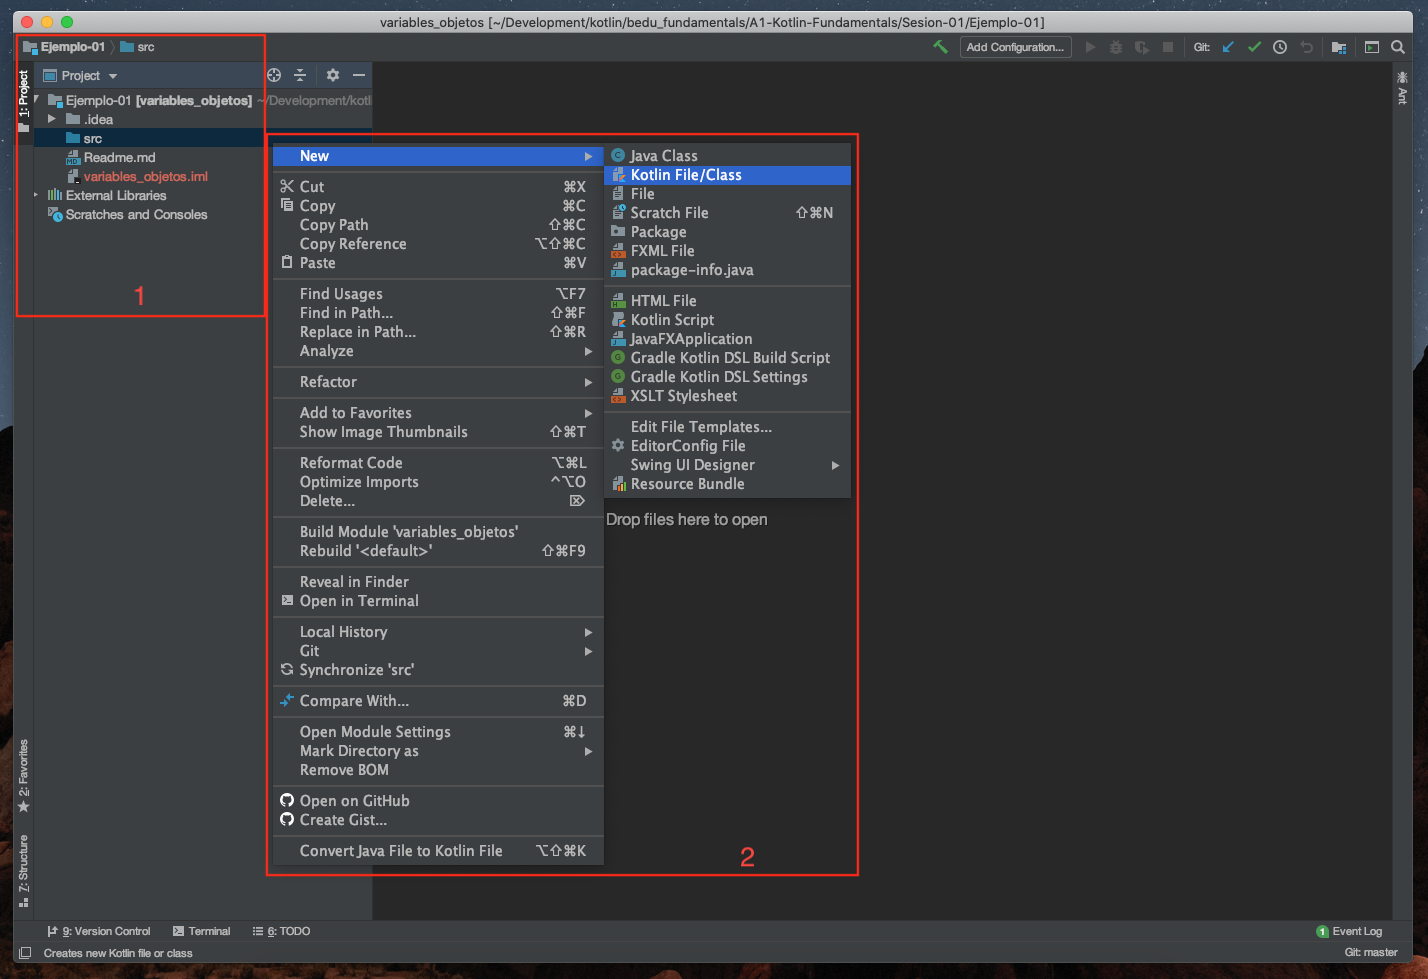 variables_objetos [~/Development/kotlin/bedu_fundamentals/A1-Kotlin-Fundamentals/Sesion-01/Ejemplo-01]
Ejemplo-01 src
Add Configuration... Git:
1: Project
Project
Ejemplo-01 [variables_objetos] ~/Development/kotl
.idea
src
Readme.md
variables_objetos.iml
External Libraries
Scratches and Consoles
1
New
Cut ⌘X
Copy ⌘C
Copy Path ⇧⌘C
Copy Reference ⌥⇧⌘C
Paste ⌘V
Find Usages ⌥F7
Find in Path... ⇧⌘F
Replace in Path... ⇧⌘R
Analyze
Refactor
Add to Favorites
Show Image Thumbnails ⇧⌘T
Reformat Code ⌥⌘L
Optimize Imports ^⌥O
Delete... ⌦
Build Module 'variables_objetos'
Rebuild '<default>' ⇧⌘F9
Reveal in Finder
Open in Terminal
Local History
Git
Synchronize 'src'
Compare With... ⌘D
Open Module Settings ⌘↓
Mark Directory as
Remove BOM
Open on GitHub
Create Gist...
Convert Java File to Kotlin File ⌥⇧⌘K
Java Class
Kotlin File/Class
File
Scratch File ⇧⌘N
Package
FXML File
package-info.java
HTML File
Kotlin Script
JavaFXApplication
Gradle Kotlin DSL Build Script
Gradle Kotlin DSL Settings
XSLT Stylesheet
Edit File Templates...
EditorConfig File
Swing UI Designer
Resource Bundle
Drop files here to open
2
Ant
2: Favorites
7: Structure
9: Version Control Terminal 6: TODO 1 Event Log
Creates new Kotlin file or class Git: master